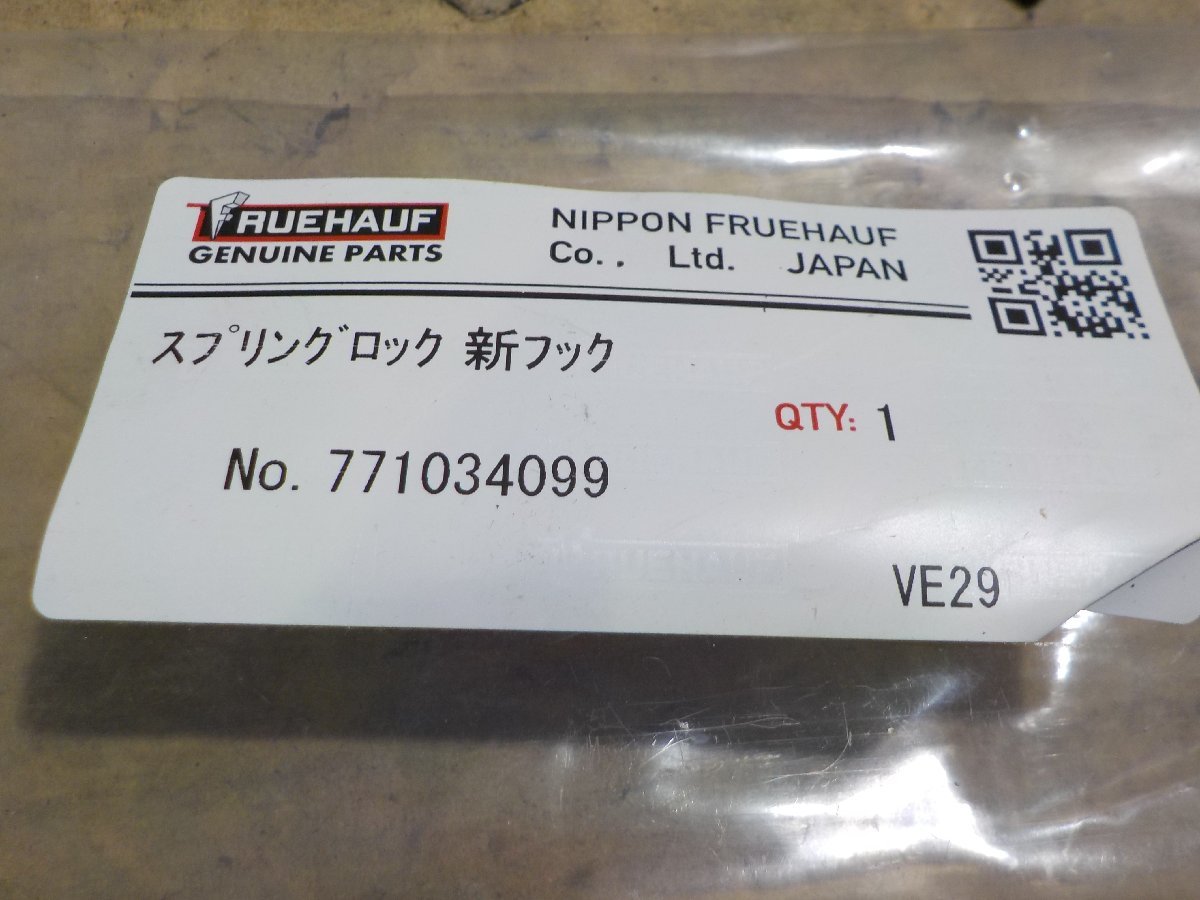 FRUEHAUF
GENUINE PARTS
NIPPON FRUEHAUF
Co., Ltd. JAPAN
スプリングロック 新フック
QTY: 1
No. 771034099
VE29